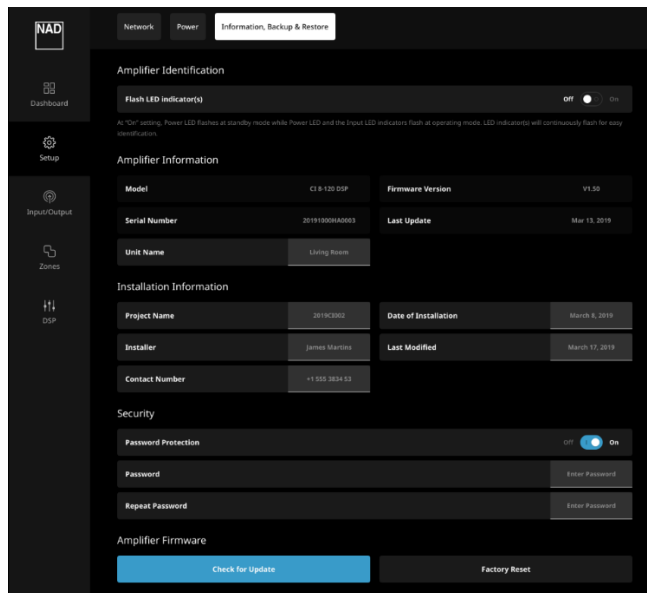 NAD
Network Power Information, Backup & Restore
Dashboard
Setup
Input/Output
Zones
DSP
Amplifier Identification
Flash LED indicator(s) Off On
At "On" setting, Power LED flashes at standby mode while Power LED and the Input LED indicators flash at operating mode. LED indicator(s) will continuously flash for easy
identification.
Amplifier Information
Model CI 8-120 DSP Firmware Version V1.50
Serial Number 20191000HA0003 Last Update Mar 13, 2019
Unit Name Living Room
Installation Information
Project Name 2019CI002 Date of Installation March 8, 2019
Installer James Martins Last Modified March 17, 2019
Contact Number +1 555 3834 53
Security
Password Protection Off On
Password Enter Password
Repeat Password Enter Password
Amplifier Firmware
Check for Update Factory Reset